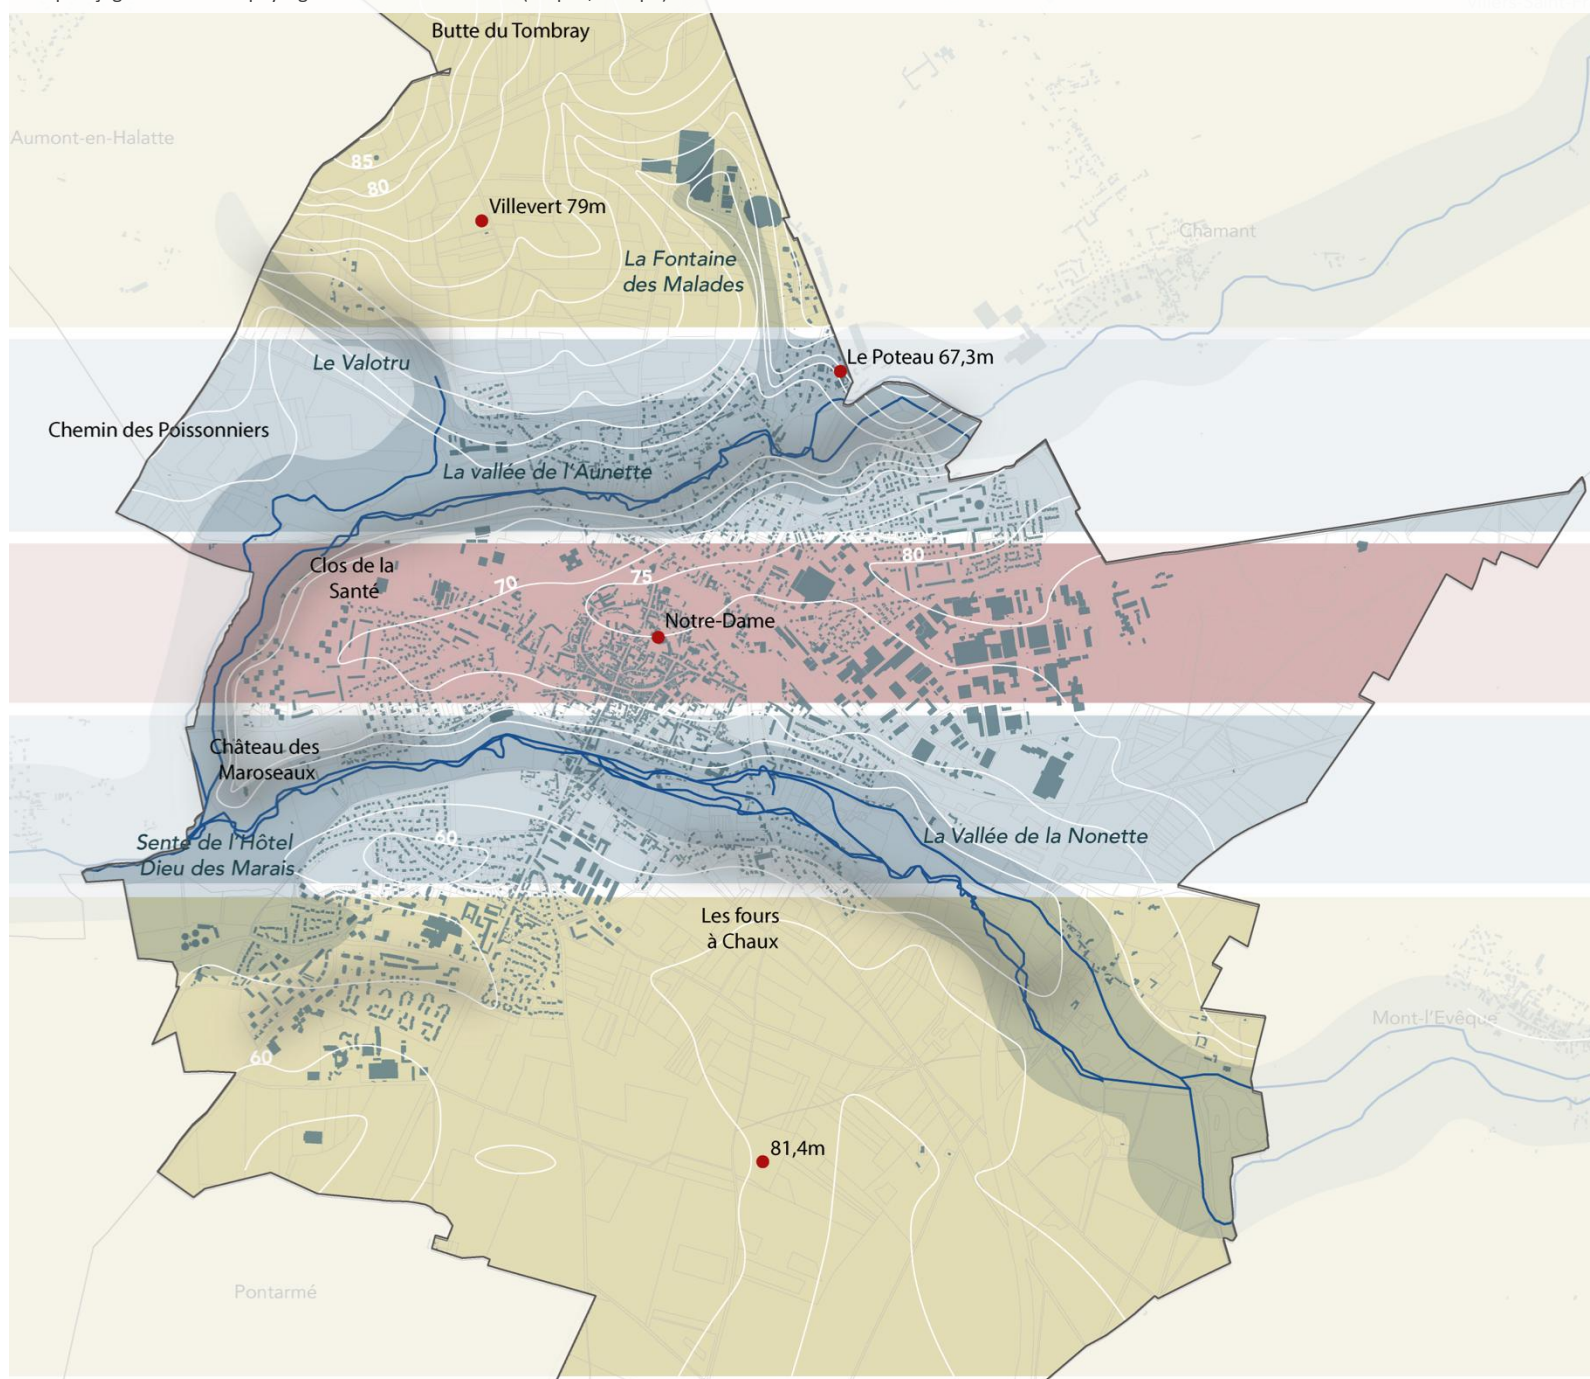 Butte du Tombray
Aumont-en-Halatte
85
80
Villevert 79m
Chamant
La Fontaine
des Malades
Le Poteau 67,3m
Le Valotru
Chemin des Poissonniers
La vallée de l'Aunette
Clos de la
Santé
70
75
80
Notre-Dame
Château des
Maroseaux
Sente de l'Hôtel
Dieu des Marais
60
La Vallée de la Nonette
Les fours
à Chaux
Mont-l'Evêque
60
81,4m
Pontarmé